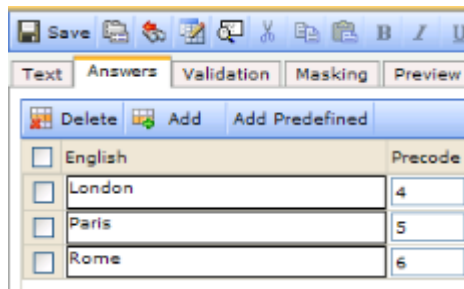 Save B I U
Text Answers Validation Masking Preview
Delete Add Add Predefined
English Precode
London 4
Paris 5
Rome 6